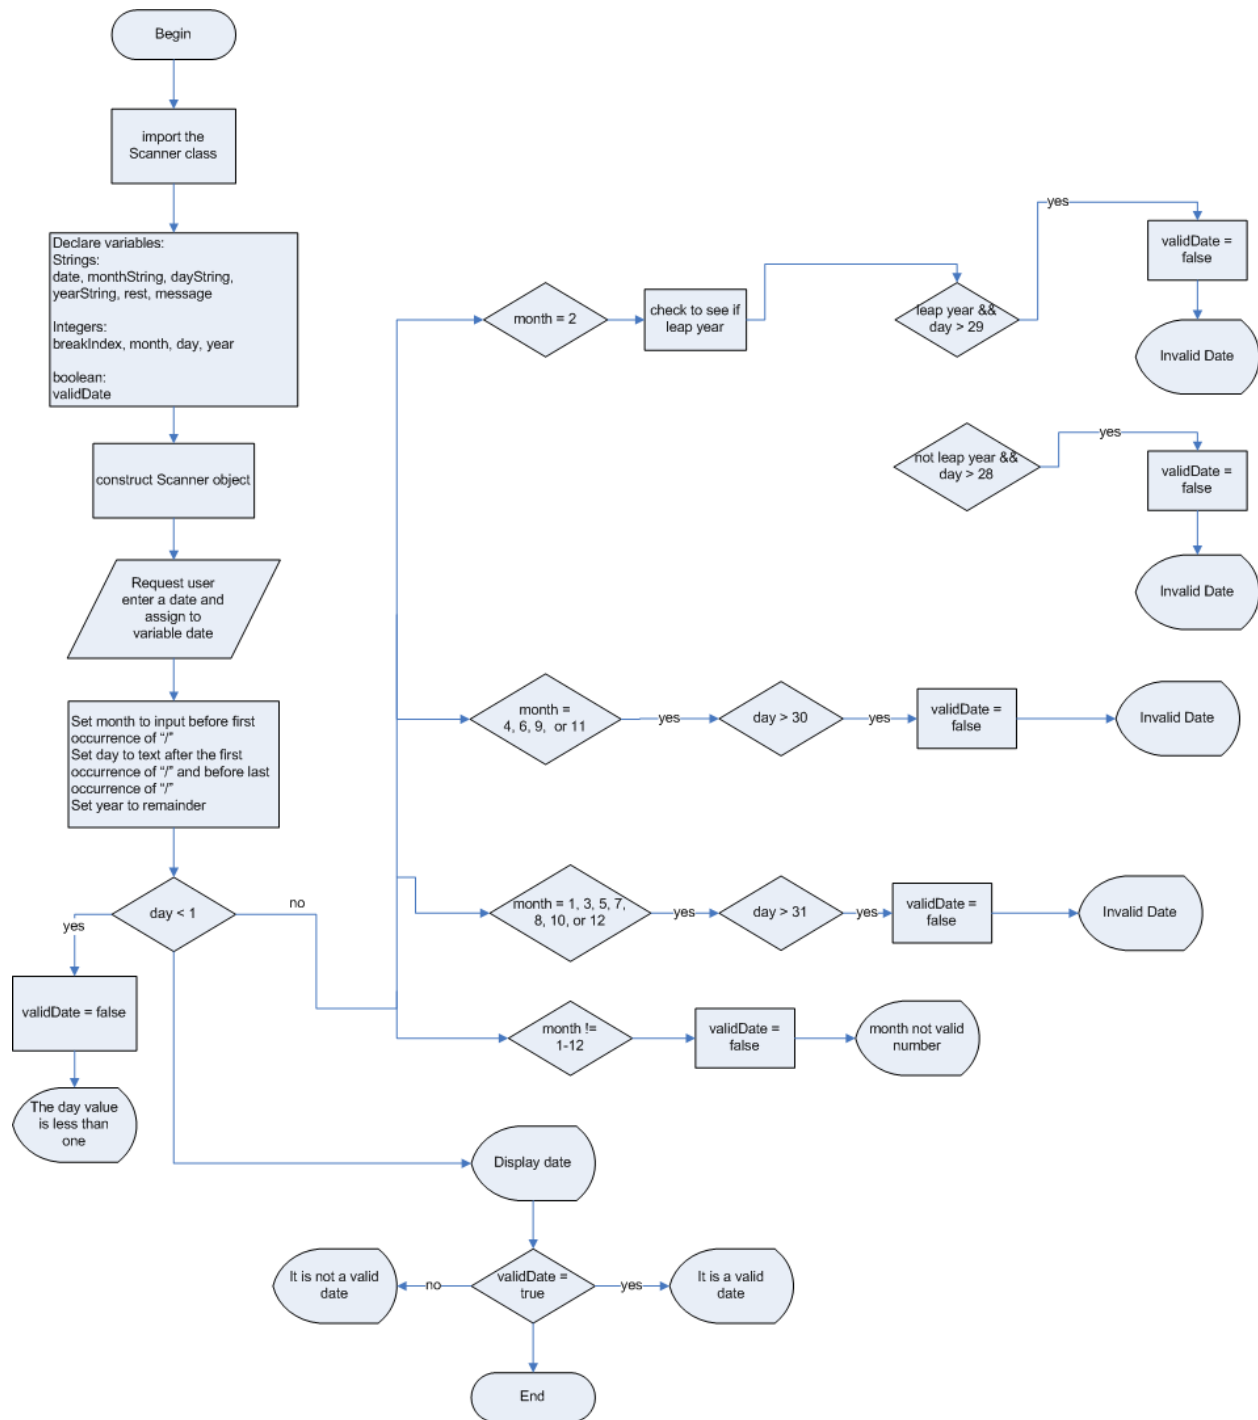 Begin
import the
Scanner class
Declare variables:
Strings:
date, monthString, dayString,
yearString, rest, message
Integers:
breakIndex, month, day, year
boolean:
validDate
construct Scanner object
Request user
enter a date and
assign to
variable date
Set month to input before first
occurrence of “/”
Set day to text after the first
occurrence of “/” and before last
occurrence of “/”
Set year to remainder
day < 1
yes
no
validDate = false
The day value
is less than
one
month = 2
check to see if
leap year
leap year &&
day > 29
yes
validDate =
false
Invalid Date
not leap year &&
day > 28
yes
validDate =
false
Invalid Date
month =
4, 6, 9, or 11
yes
day > 30
yes
validDate =
false
Invalid Date
month = 1, 3, 5, 7,
8, 10, or 12
yes
day > 31
yes
validDate =
false
Invalid Date
month !=
1-12
validDate =
false
month not valid
number
Display date
validDate =
true
no
It is not a valid
date
yes
It is a valid
date
End